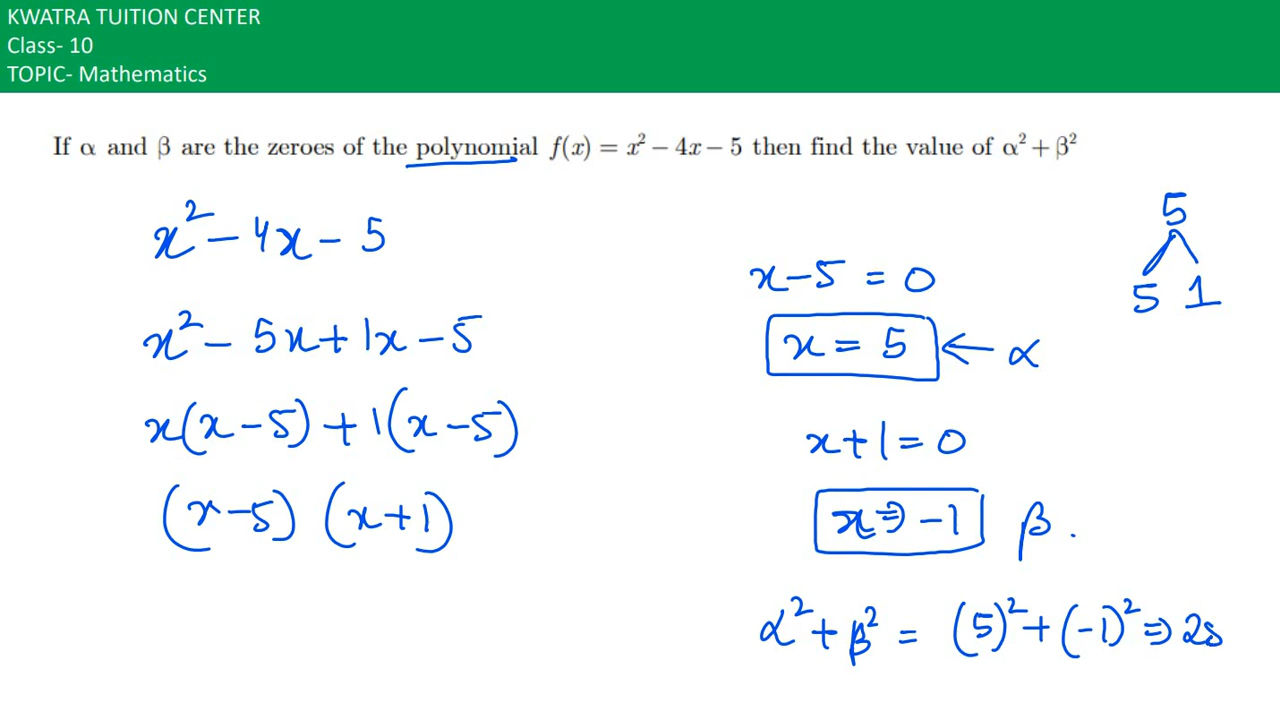 KWATRA TUITION CENTER
Class- 10
TOPIC- Mathematics
If α and β are the zeroes of the polynomial f(x) = x² − 4x − 5 then find the value of α² + β²
x² − 4x − 5
x² − 5x + 1x − 5
x(x − 5) + 1(x − 5)
(x − 5) (x + 1)
x − 5 = 0
x = 5 ← α
x + 1 = 0
x ⇒ −1 β .
α² + β² = (5)² + (−1)² ⇒
5
5 1